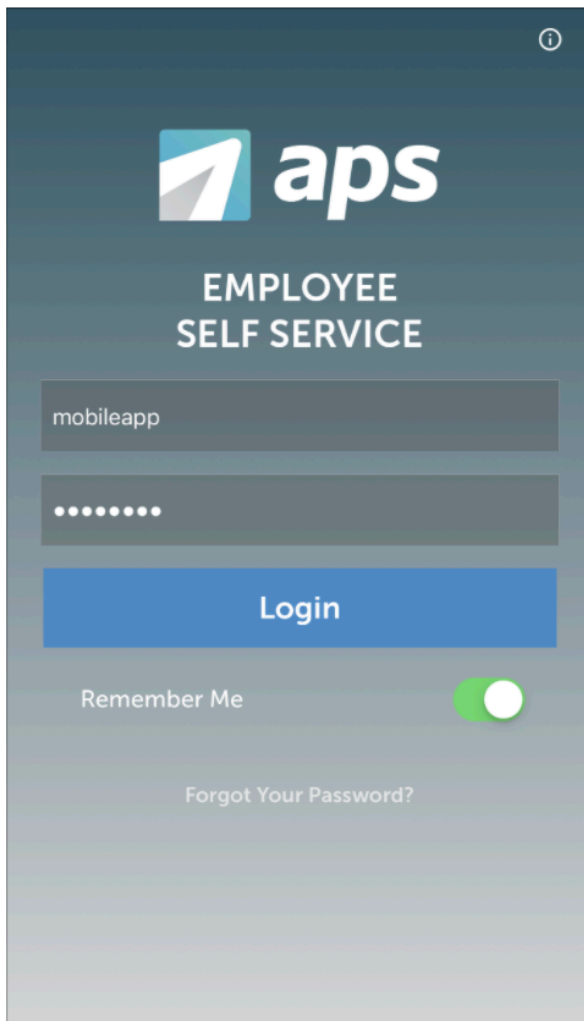 aps
EMPLOYEE
SELF SERVICE
mobileapp
••••••••
Login
Remember Me
Forgot Your Password?